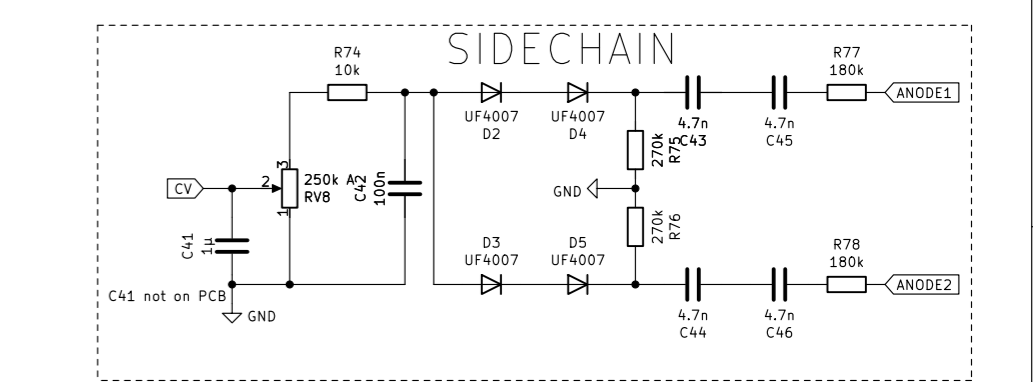 SIDECHAIN
R74
10k
R77
180k
ANODE1
UF4007
D2
UF4007
D4
4.7n
C43
4.7n
C45
270k
R75
3
2
1
250k A
RV8
C42
100n
CV
GND
C41
1µ
270k
R76
D3
UF4007
D5
UF4007
R78
180k
ANODE2
C41 not on PCB
GND
4.7n
C44
4.7n
C46